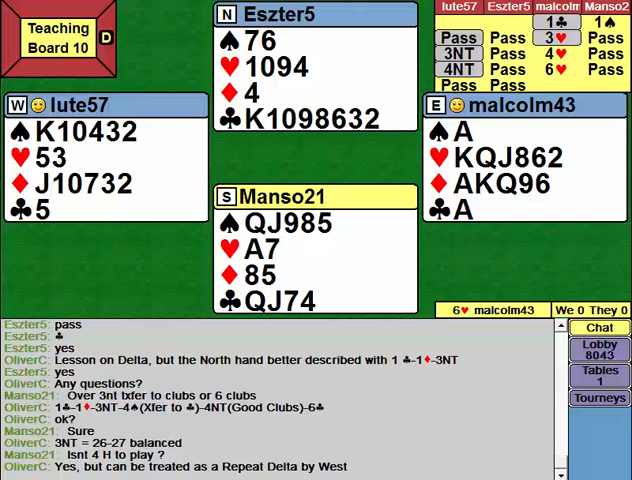 Teaching
Board 10
D
N Eszter5
♠76
♥1094
♦4
♣K1098632
lute57 Eszter5 malcolm Manso2
1♣ 1♠
Pass Pass 3♥ Pass
3NT Pass 4♥ Pass
4NT Pass 6♥ Pass
Pass Pass
W lute57
♠K10432
♥53
♦J10732
♣5
E malcolm43
♠A
♥KQJ862
♦AKQ96
♣A
S Manso21
♠QJ985
♥A7
♦85
♣QJ74
6♥ malcolm43 We 0 They 0
Eszter5: pass
Eszter5: ♣
Eszter5: yes
OliverC: Lesson on Delta, but the North hand better described with 1 ♣-1♦-3NT
Eszter5: yes
OliverC: Any questions?
Manso21: Over 3nt txfer to clubs or 6 clubs
OliverC: 1♣-1♦-3NT-4♠(Xfer to ♣)-4NT(Good Clubs)-6♣
OliverC: ok?
Manso21: Sure
OliverC: 3NT = 26-27 balanced
Manso21: Isnt 4 H to play ?
OliverC: Yes, but can be treated as a Repeat Delta by West
Chat
Lobby
8043
Tables
1
Tourneys